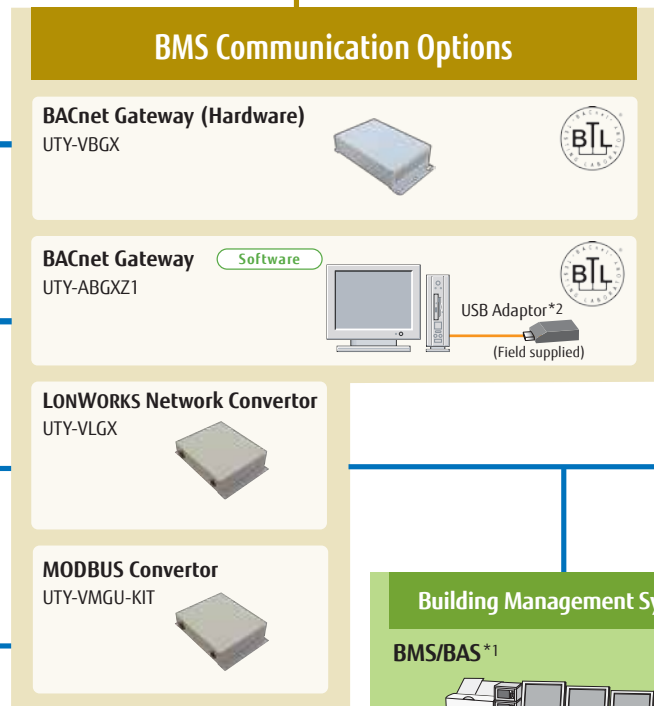 BMS Communication Options
BACnet Gateway (Hardware)
UTY-VBGX
BTL
BACnet Gateway
Software
UTY-ABGXZ1
BTL
USB Adaptor*2
(Field supplied)
LONWORKS Network Convertor
UTY-VLGX
MODBUS Convertor
UTY-VMGU-KIT
Building Management Sy
BMS/BAS*1